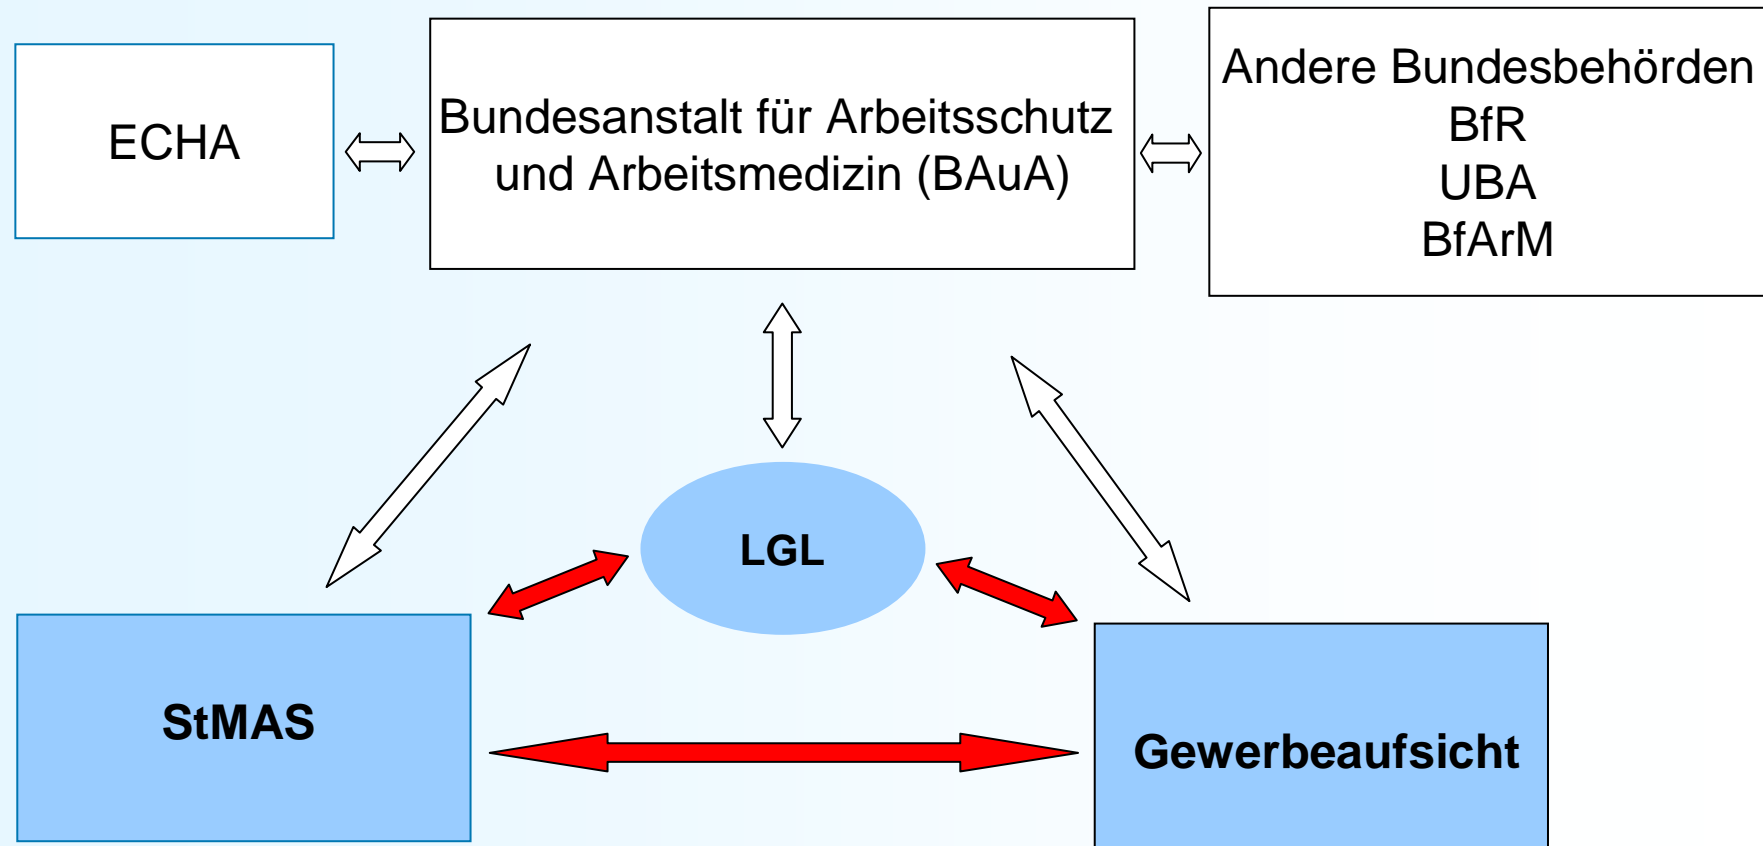 ECHA
Bundesanstalt für Arbeitsschutz
und Arbeitsmedizin (BAuA)
Andere Bundesbehörden
BfR
UBA
BfArM
LGL
StMAS
Gewerbeaufsicht